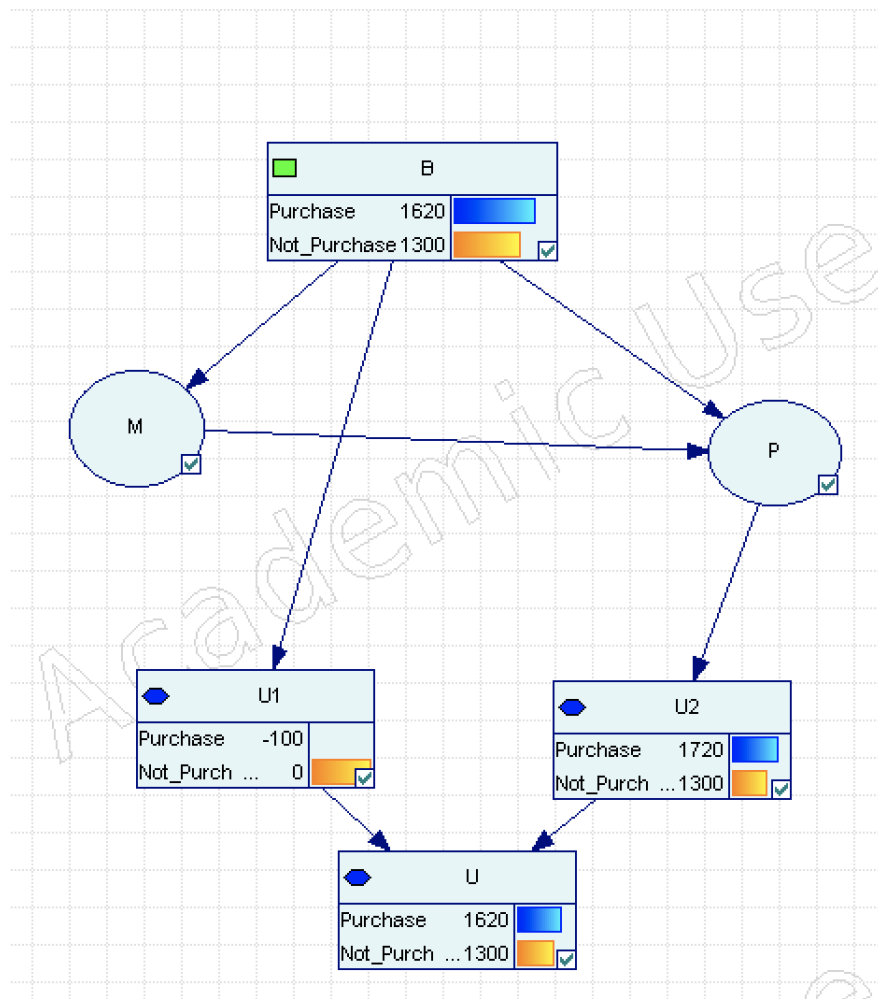 B
Purchase 1620
Not_Purchase 1300
M
P
U1
Purchase -100
Not_Purch ... 0
U2
Purchase 1720
Not_Purch ...1300
U
Purchase 1620
Not_Purch ...1300
Academic Use